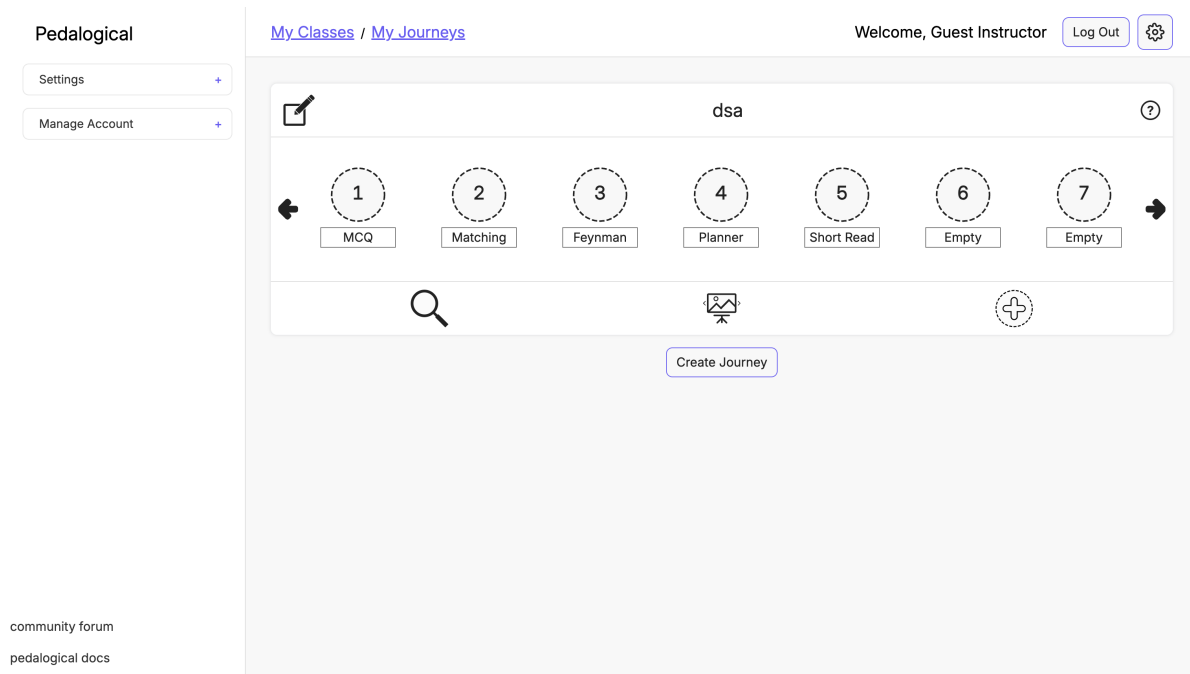 Pedalogical
Settings +
Manage Account +
community forum
pedalogical docs
My Classes / My Journeys
Welcome, Guest Instructor
Log Out
dsa
?
1 2 3 4 5 6 7
MCQ Matching Feynman Planner Short Read Empty Empty
Create Journey